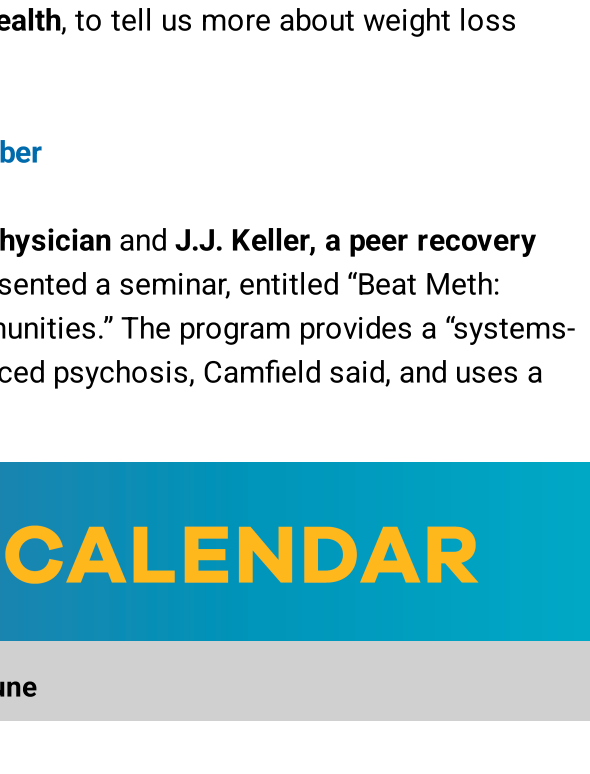 ealth, to tell us more about weight loss
ber
hysician and J.J. Keller, a peer recovery
sented a seminar, entitled “Beat Meth:
unities.” The program provides a “systems-
ced psychosis, Camfield said, and uses a
CALENDAR
une